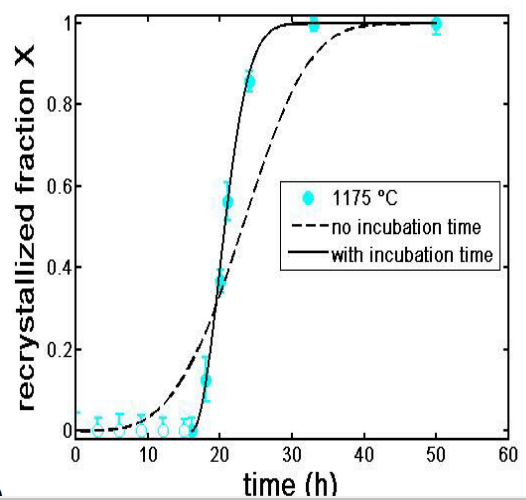 1
0.8
0.6
0.4
0.2
0
recrystallized fraction X
1175 ºC
no incubation time
with incubation time
0 10 20 30 40 50 60
time (h)